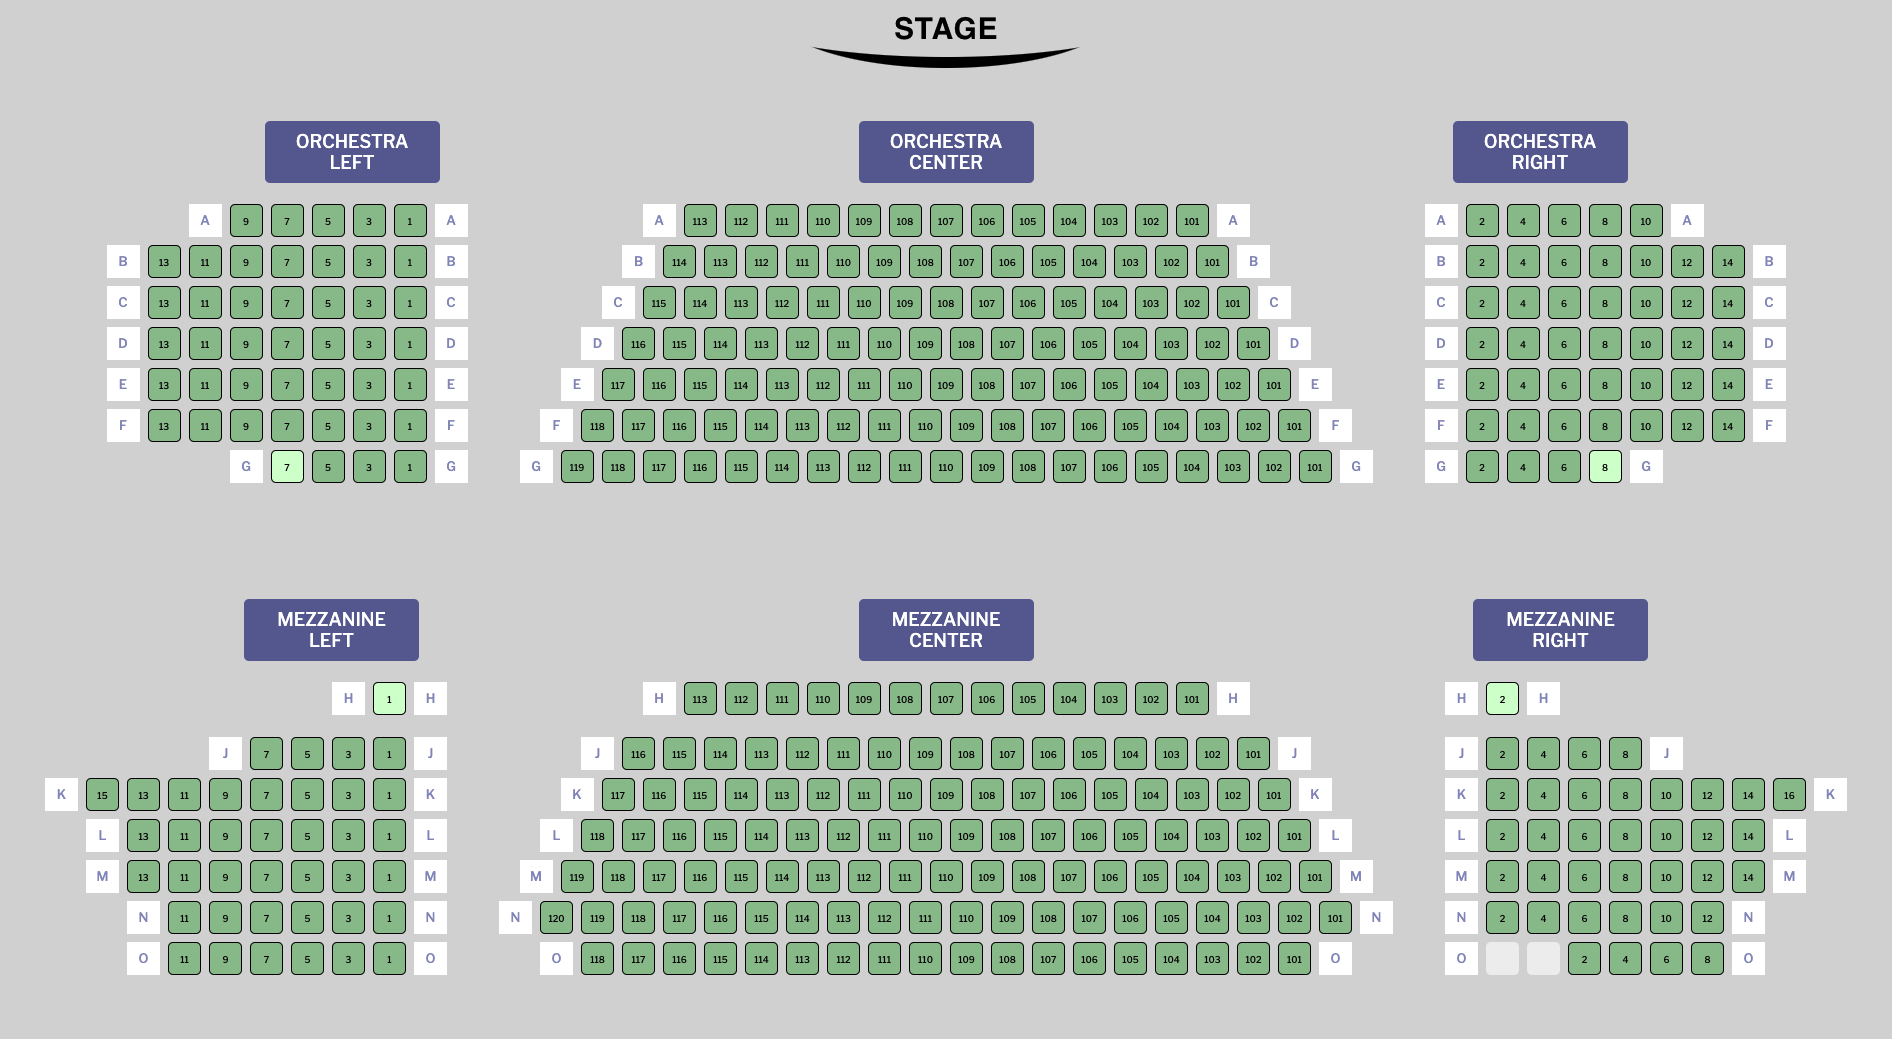 STAGE
ORCHESTRA
LEFT
ORCHESTRA
CENTER
ORCHESTRA
RIGHT
A 9 7 5 3 1 A
B 13 11 9 7 5 3 1 B
C 13 11 9 7 5 3 1 C
D 13 11 9 7 5 3 1 D
E 13 11 9 7 5 3 1 E
F 13 11 9 7 5 3 1 F
G 7 5 3 1 G
A 113 112 111 110 109 108 107 106 105 104 103 102 101 A
B 114 113 112 111 110 109 108 107 106 105 104 103 102 101 B
C 115 114 113 112 111 110 109 108 107 106 105 104 103 102 101 C
D 116 115 114 113 112 111 110 109 108 107 106 105 104 103 102 101 D
E 117 116 115 114 113 112 111 110 109 108 107 106 105 104 103 102 101 E
F 118 117 116 115 114 113 112 111 110 109 108 107 106 105 104 103 102 101 F
G 119 118 117 116 115 114 113 112 111 110 109 108 107 106 105 104 103 102 101 G
A 2 4 6 8 10 A
B 2 4 6 8 10 12 14 B
C 2 4 6 8 10 12 14 C
D 2 4 6 8 10 12 14 D
E 2 4 6 8 10 12 14 E
F 2 4 6 8 10 12 14 F
G 2 4 6 8 G
MEZZANINE
LEFT
MEZZANINE
CENTER
MEZZANINE
RIGHT
H 1 H
J 7 5 3 1 J
K 15 13 11 9 7 5 3 1 K
L 13 11 9 7 5 3 1 L
M 13 11 9 7 5 3 1 M
N 11 9 7 5 3 1 N
O 11 9 7 5 3 1 O
H 113 112 111 110 109 108 107 106 105 104 103 102 101 H
J 116 115 114 113 112 111 110 109 108 107 106 105 104 103 102 101 J
K 117 116 115 114 113 112 111 110 109 108 107 106 105 104 103 102 101 K
L 118 117 116 115 114 113 112 111 110 109 108 107 106 105 104 103 102 101 L
M 119 118 117 116 115 114 113 112 111 110 109 108 107 106 105 104 103 102 101 M
N 120 119 118 117 116 115 114 113 112 111 110 109 108 107 106 105 104 103 102 101 N
O 118 117 116 115 114 113 112 111 110 109 108 107 106 105 104 103 102 101 O
H 2 H
J 2 4 6 8 J
K 2 4 6 8 10 12 14 16 K
L 2 4 6 8 10 12 14 L
M 2 4 6 8 10 12 14 M
N 2 4 6 8 10 12 N
O 2 4 6 8 O